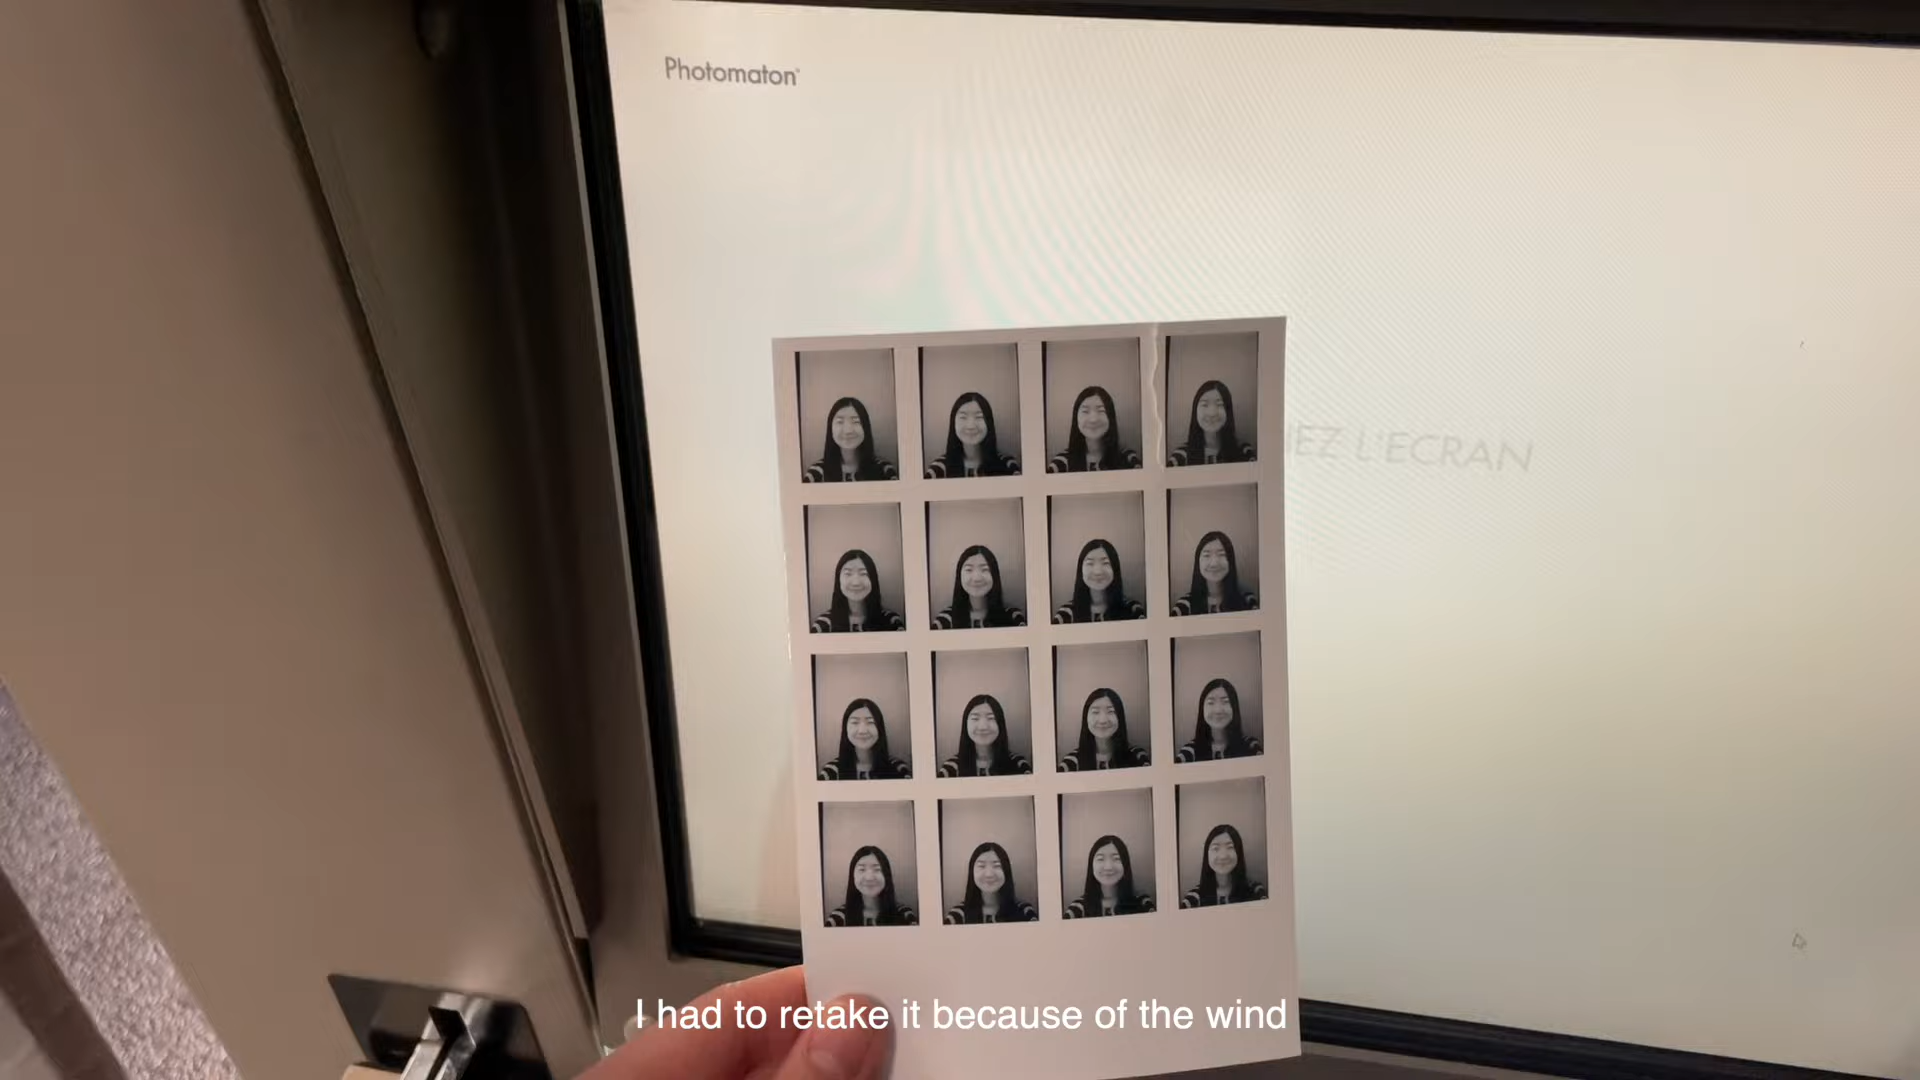 Photomaton
EZ L'ECRAN
I had to retake it because of the wind